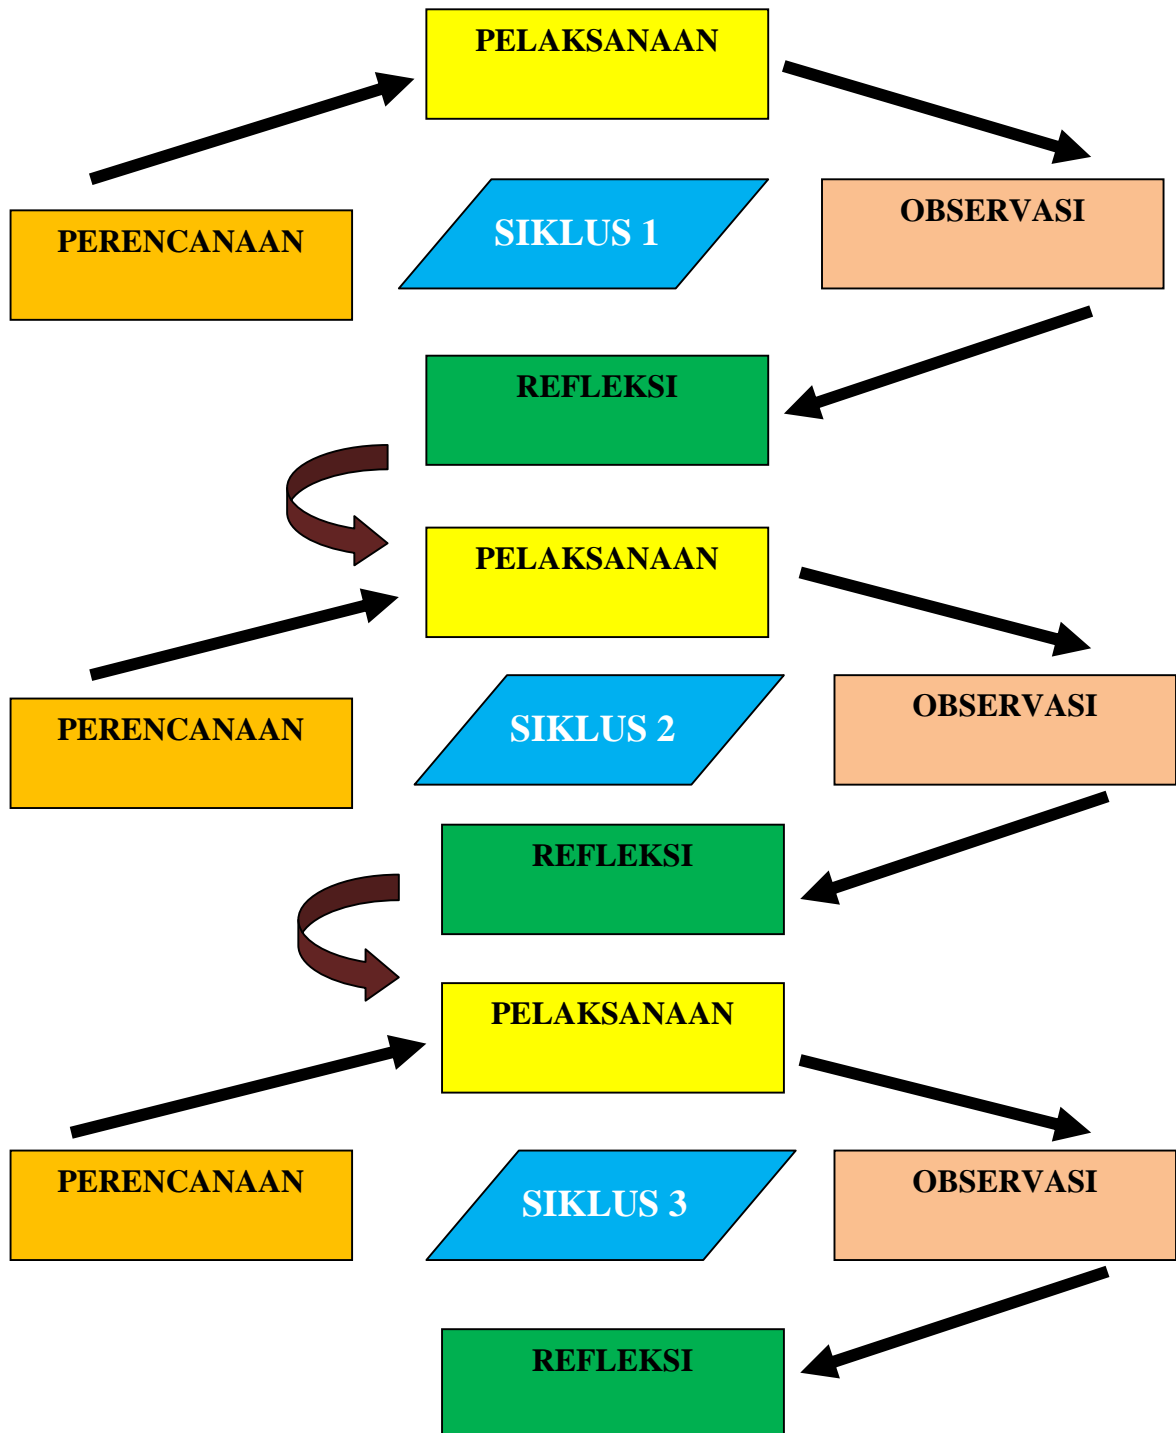 PELAKSANAAN
SIKLUS 1
OBSERVASI
PERENCANAAN
REFLEKSI
PELAKSANAAN
PERENCANAAN
SIKLUS 2
OBSERVASI
REFLEKSI
PELAKSANAAN
PERENCANAAN
SIKLUS 3
OBSERVASI
REFLEKSI